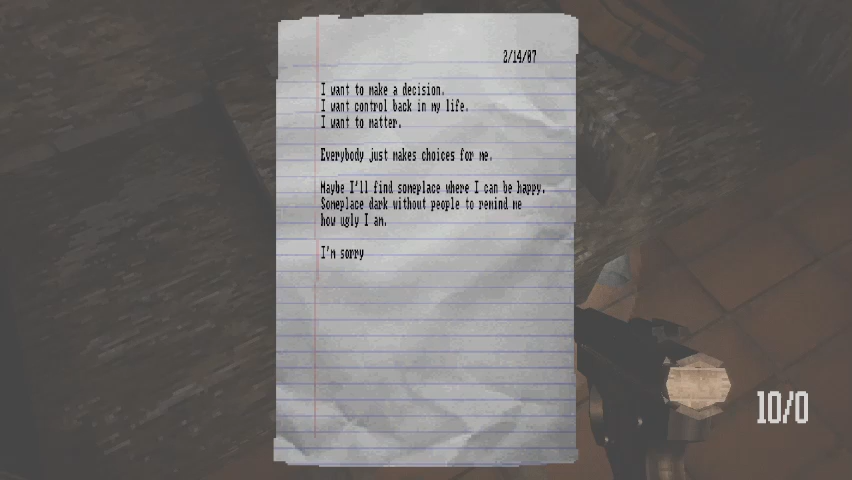 2/14/07
I want to make a decision.
I want control back in my life.
I want to matter.
Everybody just makes choices for me.
Maybe I'll find someplace where I can be happy.
Someplace dark without people to remind me
how ugly I am.
I'm sorry
10/0